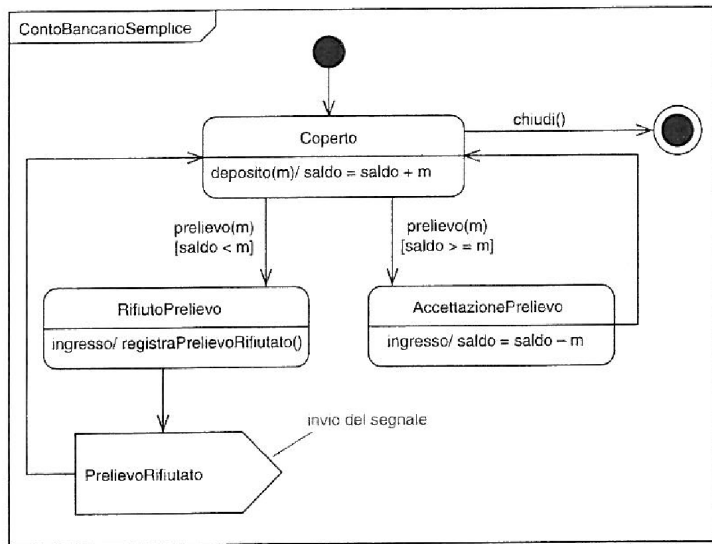 ContoBancarioSemplice
chiudi()
Coperto
deposito(m)/ saldo = saldo + m
prelievo(m)
[saldo < m]
prelievo(m)
[saldo > = m]
RifiutoPrelievo
ingresso/ registraPrelievoRifiutato()
AccettazionePrelievo
ingresso/ saldo = saldo – m
invio del segnale
PrelievoRifiutato